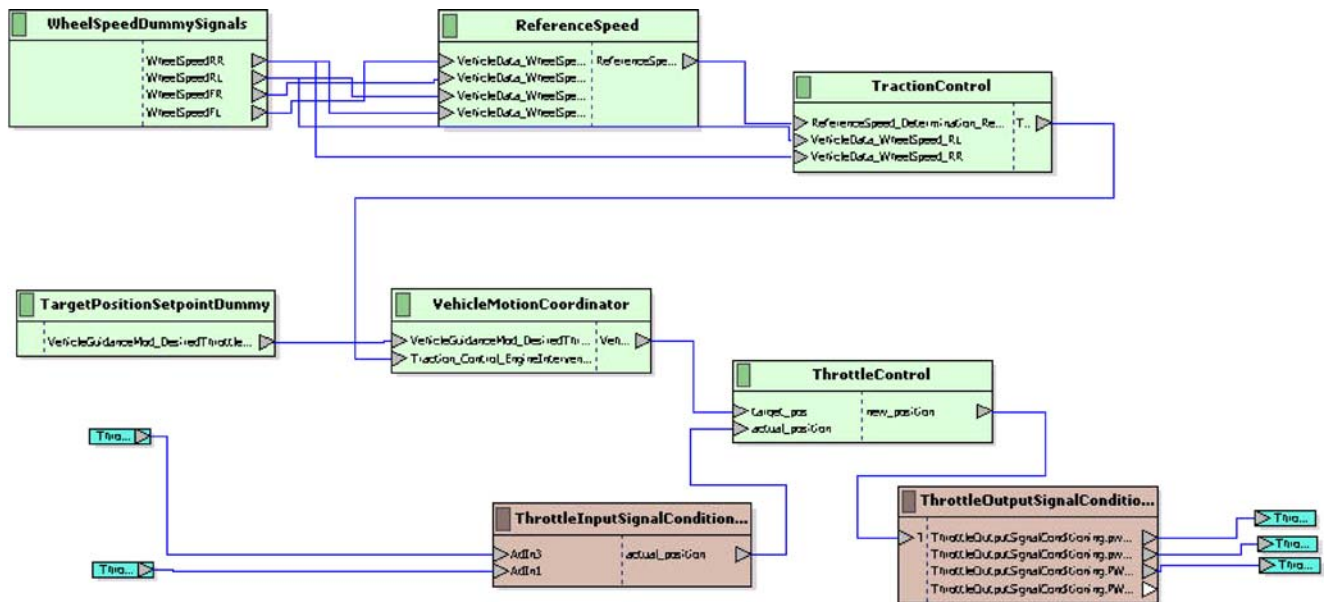 WheelSpeedDummySignals
WheelSpeedRR
WheelSpeedRL
WheelSpeedFR
WheelSpeedFL
ReferenceSpeed
VehicleData_WheelSpe... ReferenceSpe...
VehicleData_WheelSpe...
VehicleData_WheelSpe...
VehicleData_WheelSpe...
TractionControl
ReferenceSpeed_Determination_Re... T...
VehicleData_WheelSpeed_RL
VehicleData_WheelSpeed_RR
TargetPositionSetpointDummy
VehicleGuidanceMod_DesiredThrottle...
VehicleMotionCoordinator
VehicleGuidanceMod_DesiredThr... Veh...
Traction_Control_EngineInterven...
ThrottleControl
target_pos new_position
actual_position
Thro...
Thro...
ThrottleInputSignalCondition...
AdIn3 actual_position
AdIn1
ThrottleOutputSignalConditio...
1 ThrottleOutputSignalConditioning.pw...
ThrottleOutputSignalConditioning.pw...
ThrottleOutputSignalConditioning.PW...
ThrottleOutputSignalConditioning.PW...
Thro...
Thro...
Thro...